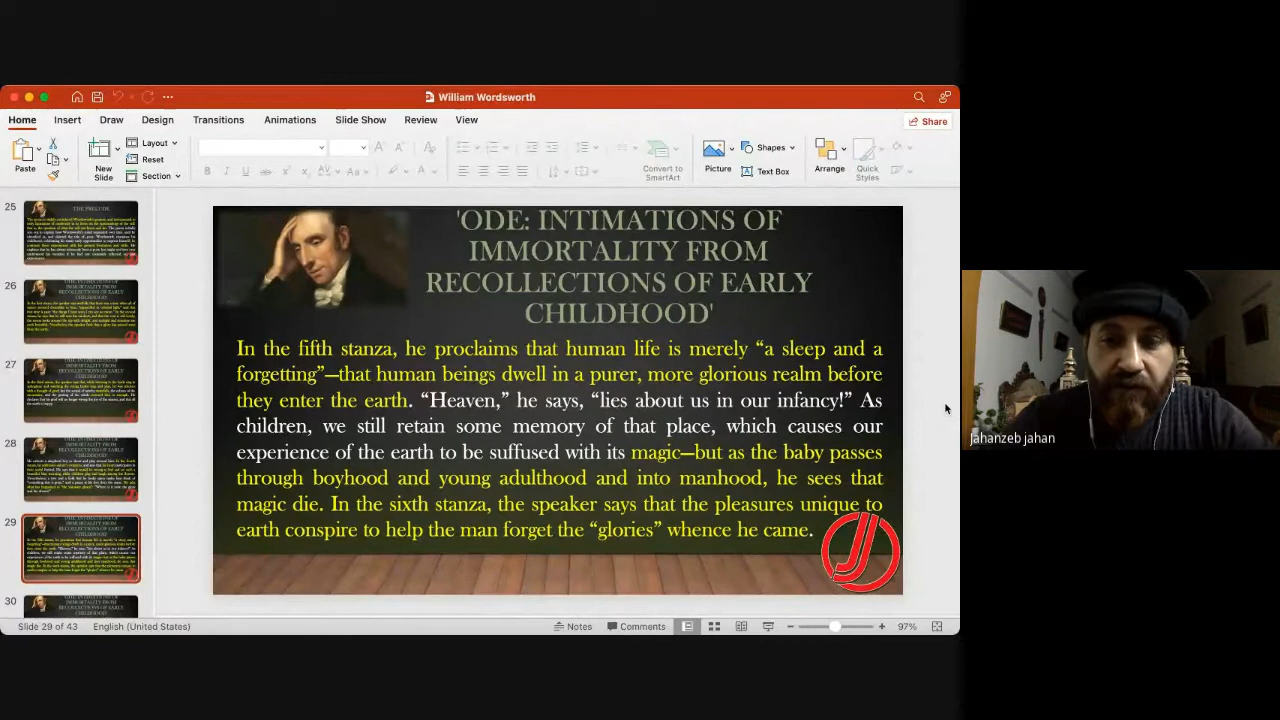 William Wordsworth
Home Insert Draw Design Transitions Animations Slide Show Review View
Share
Paste
New
Slide
Layout
Reset
Section
Convert to
SmartArt
Picture
Shapes
Text Box
Arrange
Quick
Styles
25
THE PRELUDE
26
27
28
29
30
'ODE: INTIMATIONS OF
IMMORTALITY FROM
RECOLLECTIONS OF EARLY
CHILDHOOD'
In the fifth stanza, he proclaims that human life is merely “a sleep and a
forgetting”—that human beings dwell in a purer, more glorious realm before
they enter the earth. “Heaven,” he says, “lies about us in our infancy!” As
children, we still retain some memory of that place, which causes our
experience of the earth to be suffused with its magic—but as the baby passes
through boyhood and young adulthood and into manhood, he sees that
magic die. In the sixth stanza, the speaker says that the pleasures unique to
earth conspire to help the man forget the “glories” whence he came.
Jahanzeb jahan
Slide 29 of 43 English (United States) Notes Comments 97%